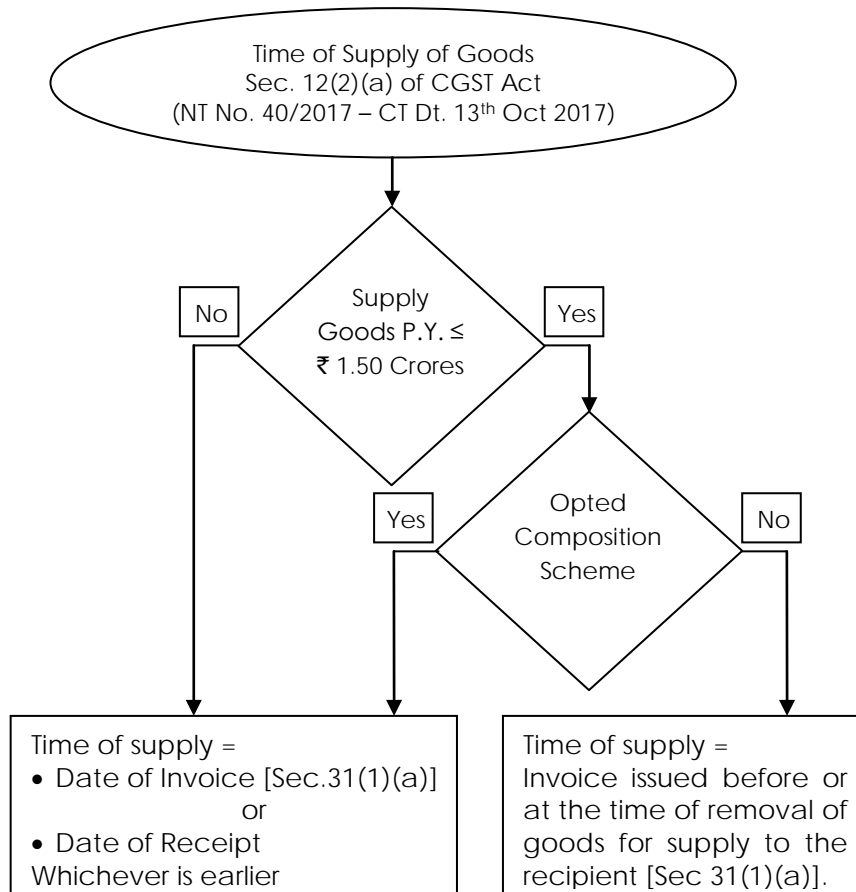 Time of Supply of Goods
Sec. 12(2)(a) of CGST Act
(NT No. 40/2017 – CT Dt. 13th Oct 2017)
No
Supply
Goods P.Y. ≤
₹ 1.50 Crores
Yes
Yes
Opted
Composition
Scheme
No
Time of supply =
• Date of Invoice [Sec.31(1)(a)]
or
• Date of Receipt
Whichever is earlier
Time of supply =
Invoice issued before or
at the time of removal of
goods for supply to the
recipient [Sec 31(1)(a)].